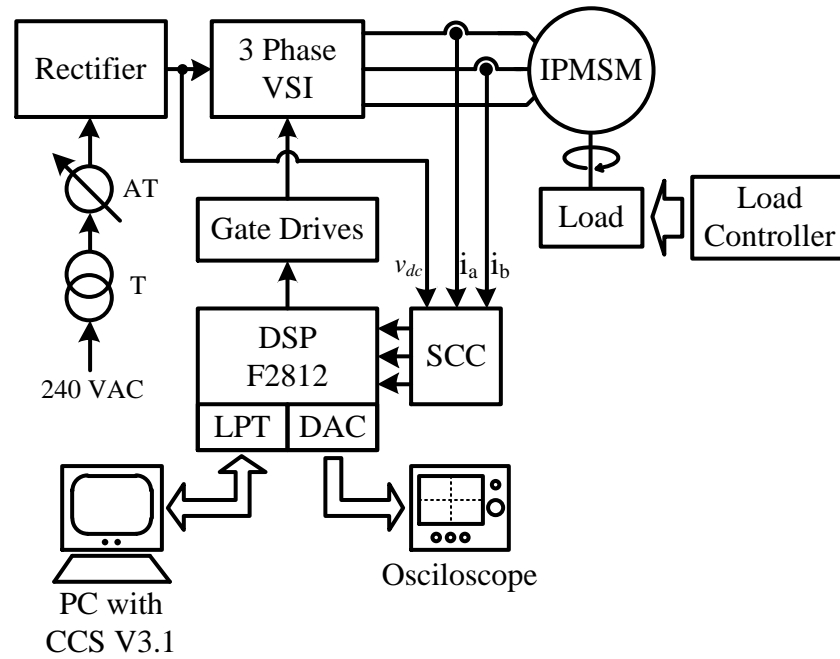 Rectifier
3 Phase
VSI
IPMSM
AT
T
240 VAC
Gate Drives
Load
Load
Controller
v_dc
i_a
i_b
DSP
F2812
SCC
LPT
DAC
PC with
CCS V3.1
Osciloscope